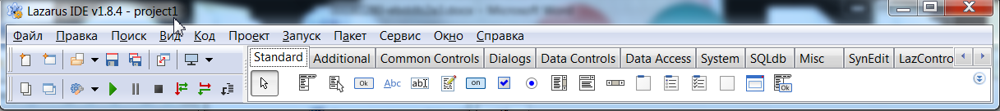 Lazarus IDE v1.8.4 - project1
Файл Правка Поиск Вид Код Проект Запуск Пакет Сервис Окно Справка
Standard Additional Common Controls Dialogs Data Controls Data Access System SQLdb Misc SynEdit LazContro
Ok Abc abI on
Ok